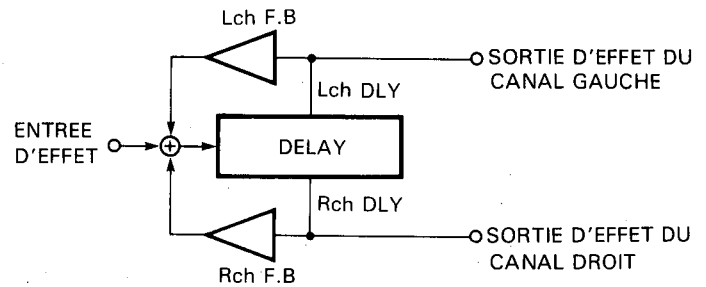 Lch F.B
SORTIE D'EFFET DU
CANAL GAUCHE
Lch DLY
ENTREE
D'EFFET
DELAY
Rch DLY
SORTIE D'EFFET DU
CANAL DROIT
Rch F.B